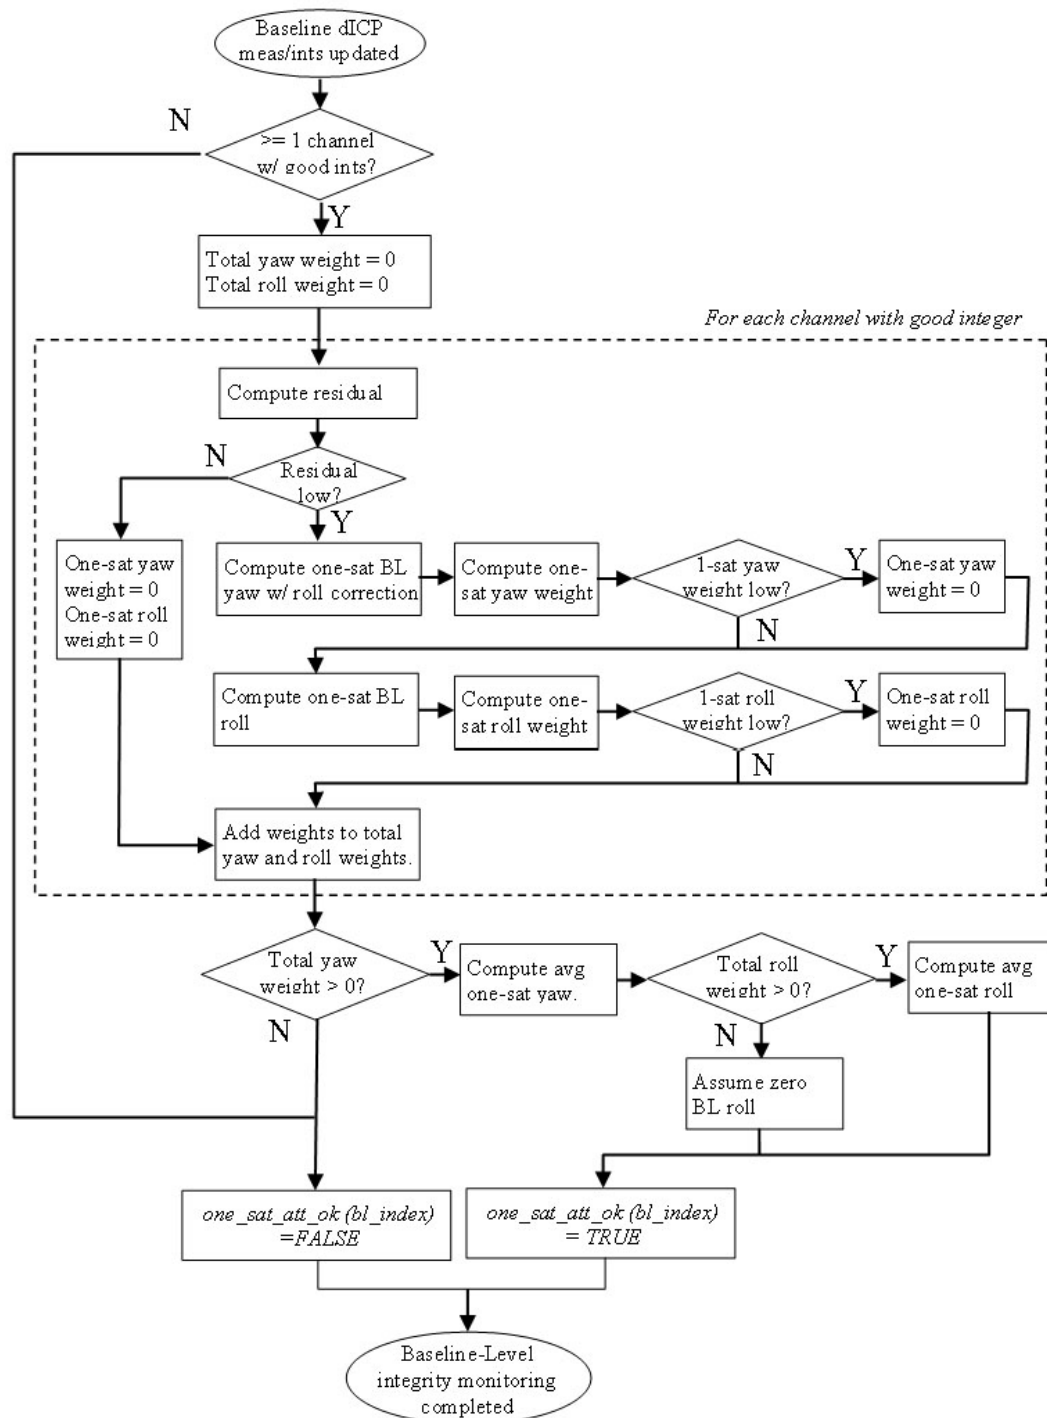 Baseline dICP
meas/ints updated
N
>= 1 channel
w/ good ints?
Y
Total yaw weight = 0
Total roll weight = 0
For each channel with good integer
Compute residual
N
Residual
low?
Y
One-sat yaw
weight = 0
One-sat roll
weight = 0
Compute one-sat BL
yaw w/ roll correction
Compute one-
sat yaw weight
1-sat yaw
weight low?
Y
One-sat yaw
weight = 0
N
Compute one-sat BL
roll
Compute one-
sat roll weight
1-sat roll
weight low?
Y
One-sat roll
weight = 0
N
Add weights to total
yaw and roll weights.
Total yaw
weight > 0?
Y
Compute avg
one-sat yaw.
Total roll
weight > 0?
Y
Compute avg
one-sat roll
N
N
Assume zero
BL roll
one_sat_att_ok (bl_index)
=FALSE
one_sat_att_ok (bl_index)
= TRUE
Baseline-Level
integrity monitoring
completed